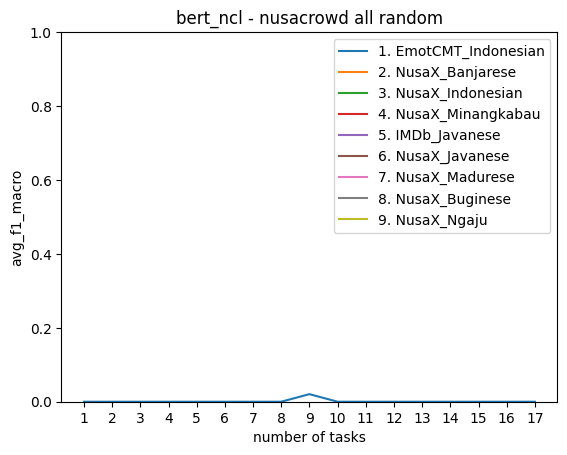 bert_ncl - nusacrowd all random
1.0
0.8
0.6
0.4
0.2
0.0
avg_f1_macro
1. EmotCMT_Indonesian
2. NusaX_Banjarese
3. NusaX_Indonesian
4. NusaX_Minangkabau
5. IMDb_Javanese
6. NusaX_Javanese
7. NusaX_Madurese
8. NusaX_Buginese
9. NusaX_Ngaju
1 2 3 4 5 6 7 8 9 10 11 12 13 14 15 16 17
number of tasks